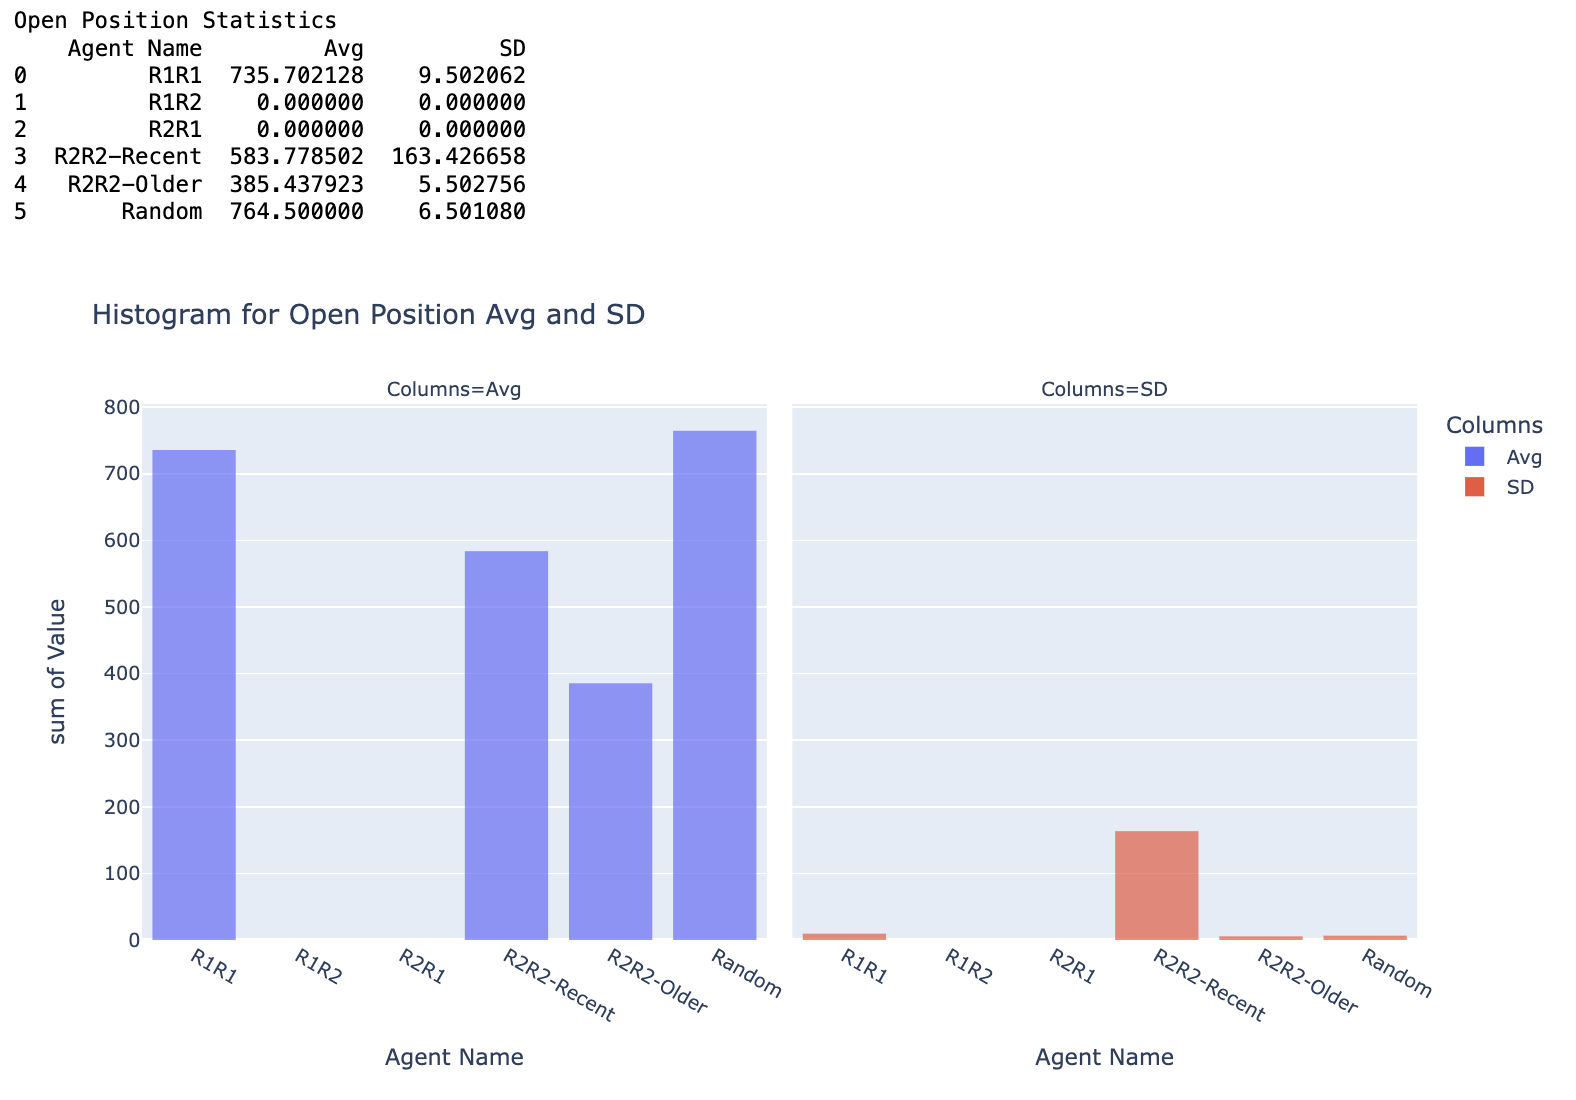 Open Position Statistics
Agent Name Avg SD
0 R1R1 735.702128 9.502062
1 R1R2 0.000000 0.000000
2 R2R1 0.000000 0.000000
3 R2R2-Recent 583.778502 163.426658
4 R2R2-Older 385.437923 5.502756
5 Random 764.500000 6.501080
Histogram for Open Position Avg and SD
Columns=Avg
Columns=SD
Columns
Avg
SD
sum of Value
800
700
600
500
400
300
200
100
0
R1R1
R1R2
R2R1
R2R2-Recent
R2R2-Older
Random
R1R1
R1R2
R2R1
R2R2-Recent
R2R2-Older
Random
Agent Name
Agent Name